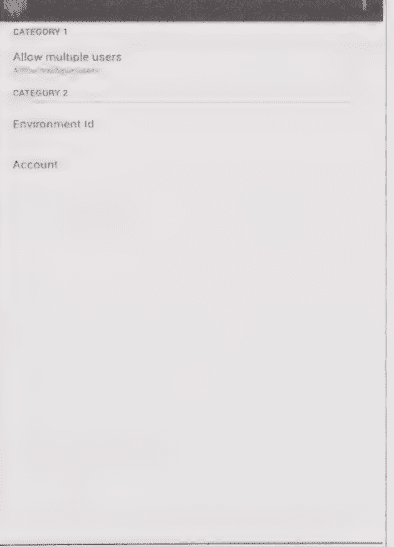 CATEGORY 1
Allow multiple users
CATEGORY 2
Environment Id
Account